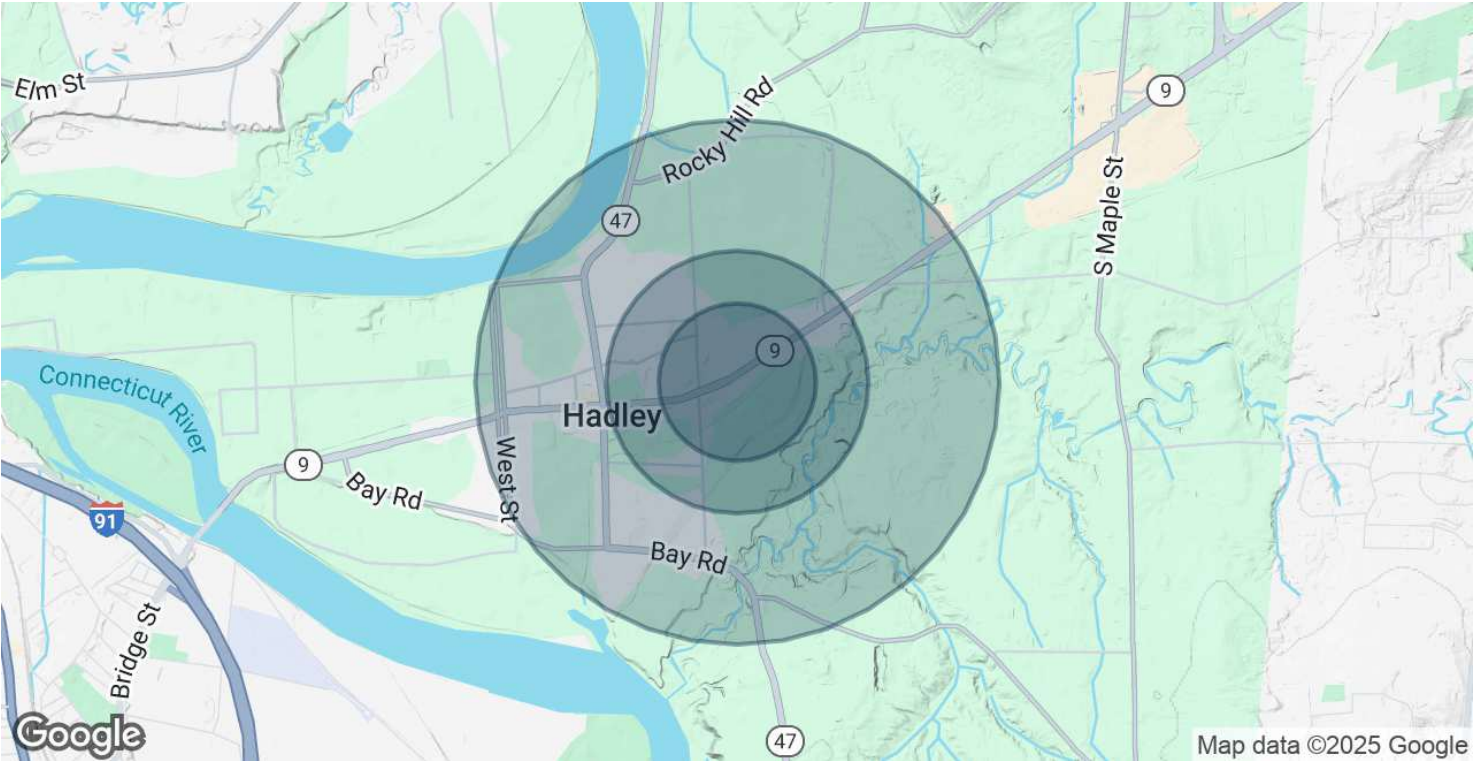 Elm St
9
Rocky Hill Rd
47
S Maple St
9
Connecticut River
Hadley
9
West St
Bay Rd
91
Bay Rd
Bridge St
Google
47
Map data ©2025 Google